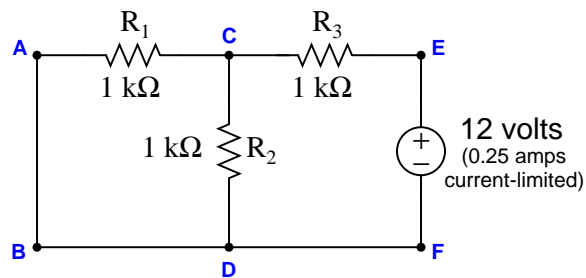 R1
C
R3
A
E
1 kΩ
1 kΩ
1 kΩ
R2
+
−
12 volts
(0.25 amps
current-limited)
B
D
F